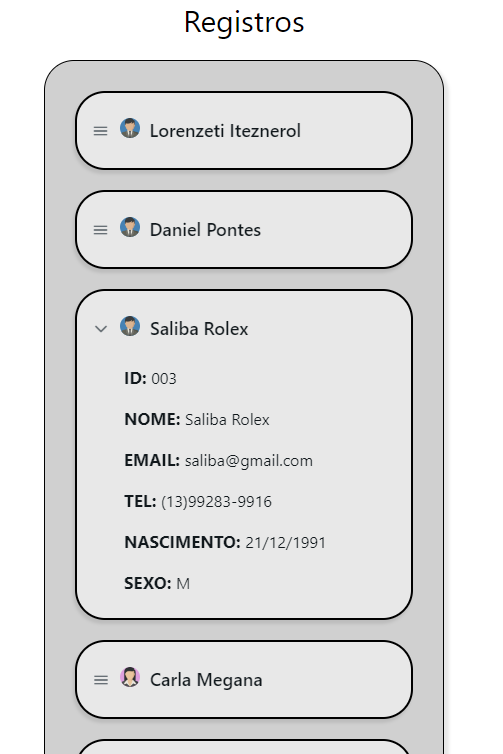 Registros
Lorenzeti Iteznerol
Daniel Pontes
Saliba Rolex
ID: 003
NOME: Saliba Rolex
EMAIL: saliba@gmail.com
TEL: (13)99283-9916
NASCIMENTO: 21/12/1991
SEXO: M
Carla Megana